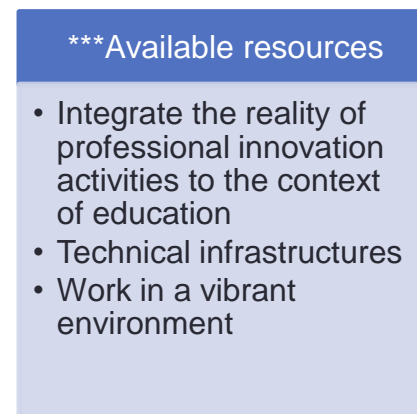 ***Available resources
• Integrate the reality of
professional innovation
activities to the context
of education
• Technical infrastructures
• Work in a vibrant
environment